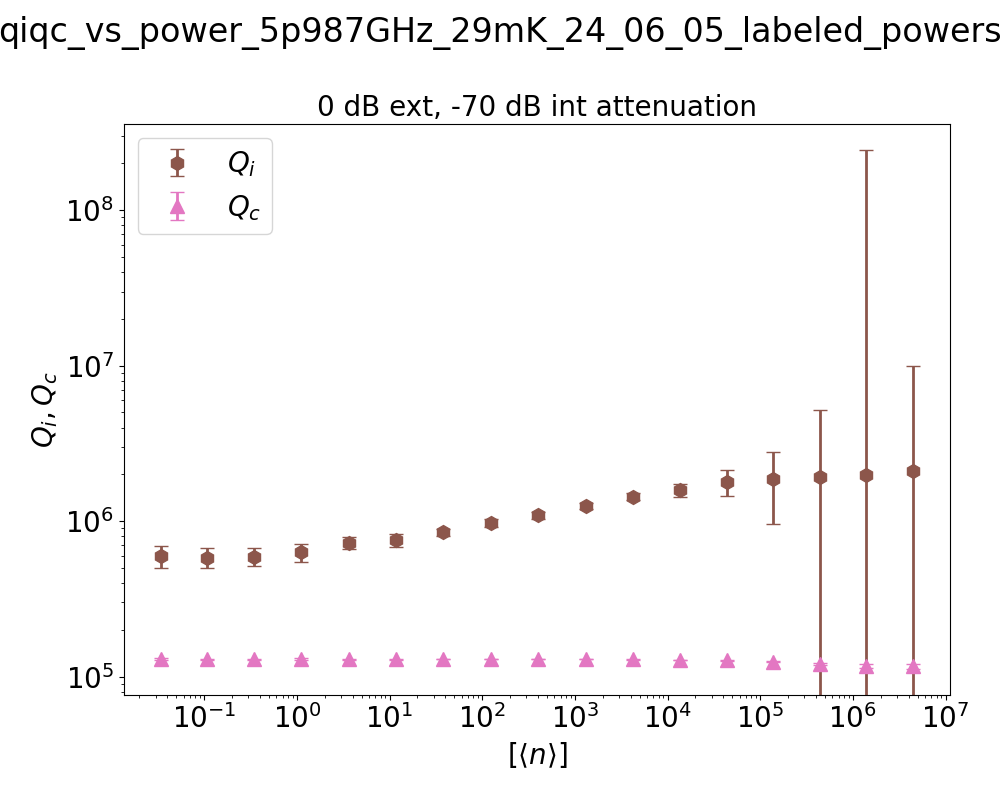 qiqc_vs_power_5p987GHz_29mK_24_06_05_labeled_powers
0 dB ext, -70 dB int attenuation
Q_i
Q_c
10^8
10^7
10^6
10^5
Q_i, Q_c
10^−1 10^0 10^1 10^2 10^3 10^4 10^5 10^6 10^7
[⟨n⟩]